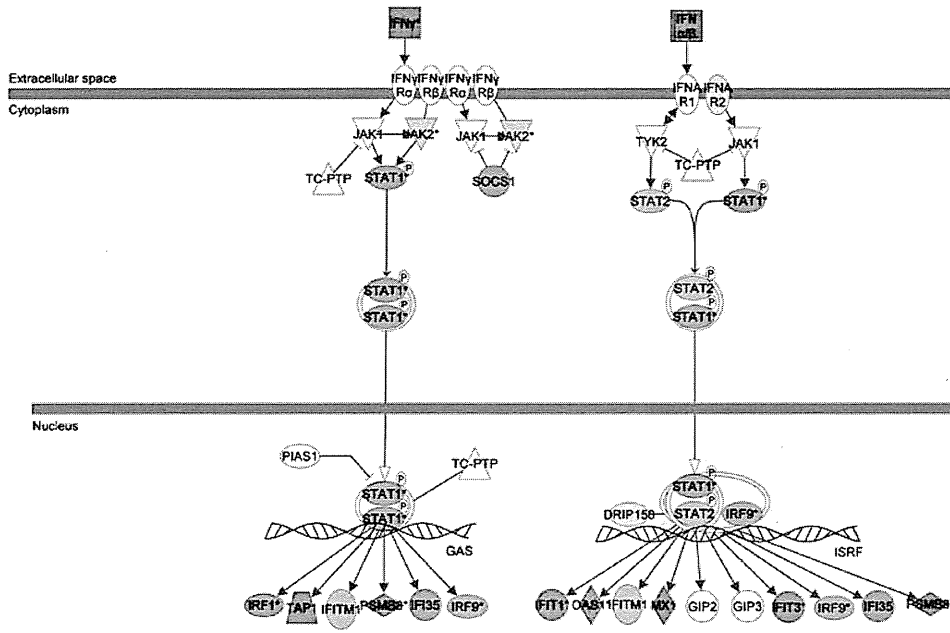 IFNγ*
IFN
α/β
Extracellular space
Cytoplasm
IFNγ IFNγ IFNγ IFNγ
Rα Rβ Rα Rβ
IFNA IFNA
R1 R2
JAK1 JAK2* JAK1 JAK2*
TYK2 JAK1
TC-PTP STAT1* P SOCS1
TC-PTP
STAT2 P STAT1* P
STAT1* P
STAT1* P
STAT2 P
STAT1* P
Nucleus
PIAS1 TC-PTP
STAT1* P
STAT1* P
GAS
STAT1* P
DRIP150 STAT2 P IRF9*
ISRF
IRF1* TAP1 IFITM1 PSMB8* IFI35 IRF9*
IFIT1* OAS11 IFITM1 MX1 GIP2 GIP3 IFIT3* IRF9* IFI35 PSMB8